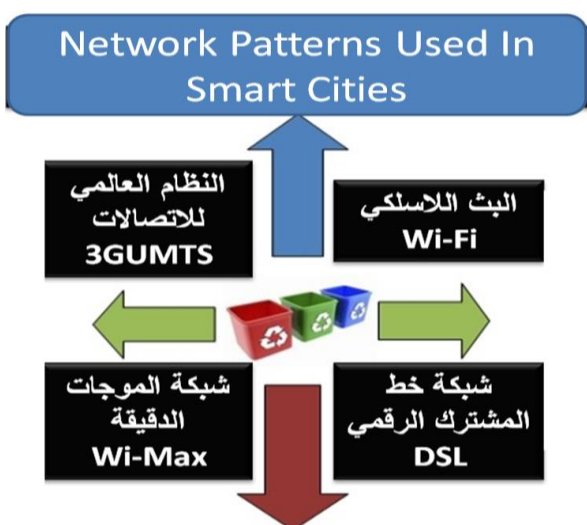 Network Patterns Used In
Smart Cities
النظام العالمي
للاتصالات
3GUMTS
البث اللاسلكي
Wi-Fi
شبكة الموجات
الدقيقة
Wi-Max
شبكة خط
المشترك الرقمي
DSL